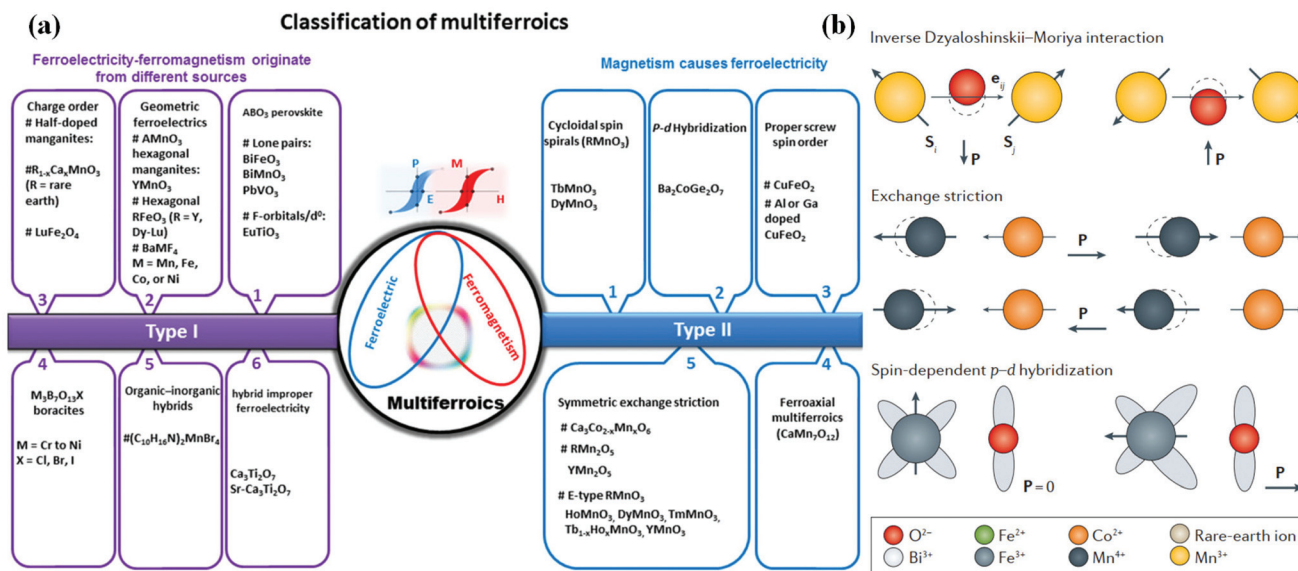 (a)
Classification of multiferroics
Ferroelectricity-ferromagnetism originate
from different sources
Magnetism causes ferroelectricity
Charge order
# Half-doped
manganites:
#R₁₋ₓCaₓMnO₃
(R = rare
earth)
# LuFe₂O₄
3
Geometric
ferroelectrics
# AMnO₃
hexagonal
manganites:
YMnO₃
# Hexagonal
RFeO₃ (R = Y,
Dy-Lu)
# BaMF₄
M = Mn, Fe,
Co, or Ni
2
ABO₃ perovskite
# Lone pairs:
BiFeO₃
BiMnO₃
PbVO₃
# F-orbitals/d⁰:
EuTiO₃
1
P
E
M
H
Cycloidal spin
spirals (RMnO₃)
TbMnO₃
DyMnO₃
1
P-d Hybridization
Ba₂CoGe₂O₇
2
Proper screw
spin order
# CuFeO₂
# Al or Ga
doped
CuFeO₂
3
Type I
Ferroelectric
Ferromagnetism
Multiferroics
Type II
4
M₃B₇O₁₃X
boracites
M = Cr to Ni
X = Cl, Br, I
5
Organic–inorganic
hybrids
#(C₁₀H₁₆N)₂MnBr₄
6
hybrid improper
ferroelectricity
Ca₃Ti₂O₇
Sr-Ca₃Ti₂O₇
5
Symmetric exchange striction
# Ca₃Co₂₋ₓMnₓO₆
# RMn₂O₅
YMn₂O₅
# E-type RMnO₃
HoMnO₃, DyMnO₃, TmMnO₃,
Tb₁₋ₓHoₓMnO₃, YMnO₃
4
Ferroaxial
multiferroics
(CaMn₇O₁₂)
(b)
Inverse Dzyaloshinskii–Moriya interaction
eᵢⱼ
Sᵢ
Sⱼ
P
P
Exchange striction
P
P
Spin-dependent p–d hybridization
P = 0
P
O²⁻
Fe²⁺
Co²⁺
Rare-earth ion
Bi³⁺
Fe³⁺
Mn⁴⁺
Mn³⁺